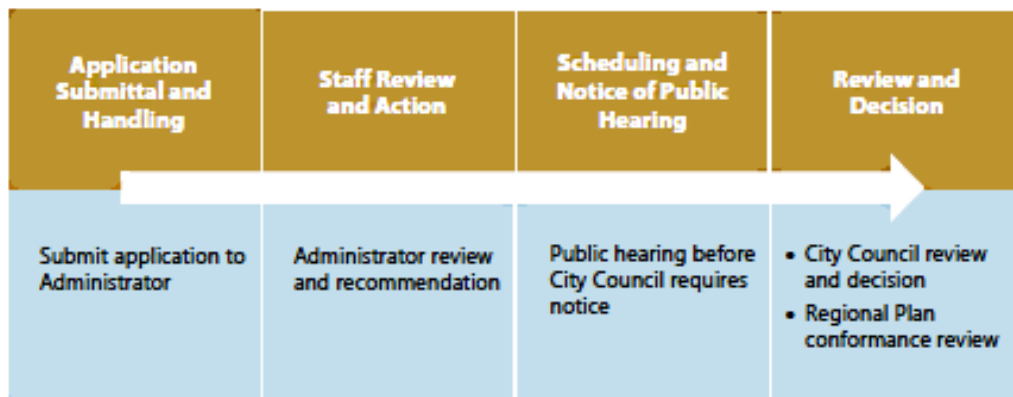 Application
Submittal and
Handling
Staff Review
and Action
Scheduling and
Notice of Public
Hearing
Review and
Decision
Submit application to
Administrator
Administrator review
and recommendation
Public hearing before
City Council requires
notice
• City Council review
and decision
• Regional Plan
conformance review